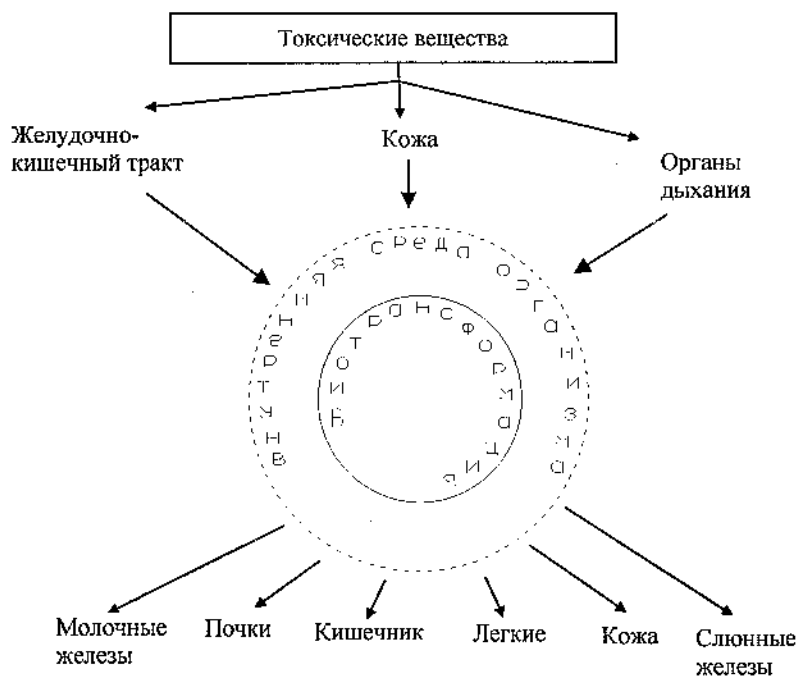 Токсические вещества
Желудочно-
кишечный тракт
Кожа
Органы
дыхания
внутренняя среда организма
биотрансформация
Молочные
железы
Почки
Кишечник
Легкие
Кожа
Слюнные
железы